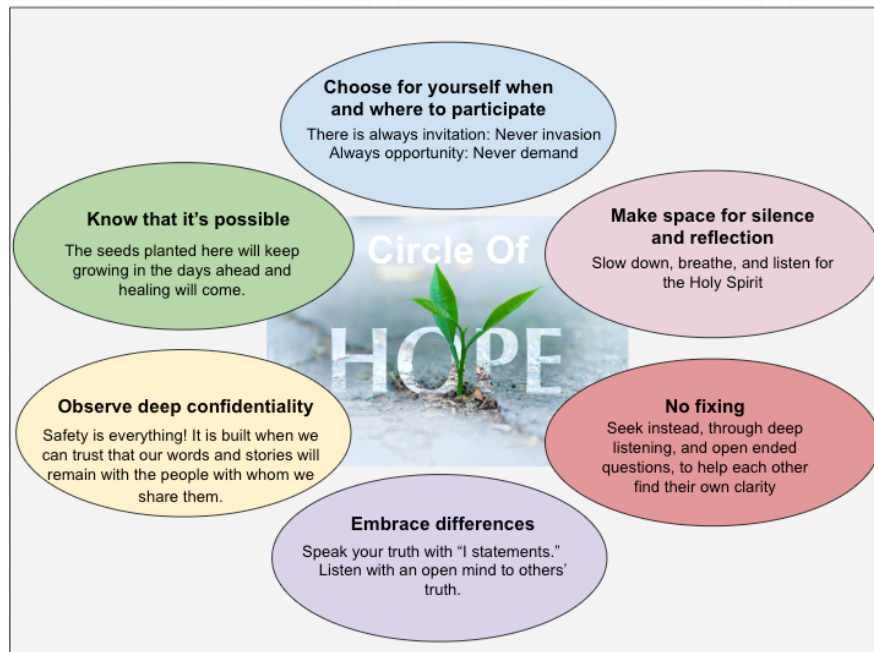 Choose for yourself when
and where to participate
There is always invitation: Never invasion
Always opportunity: Never demand
Know that it's possible
The seeds planted here will keep
growing in the days ahead and
healing will come.
Make space for silence
and reflection
Slow down, breathe, and listen for
the Holy Spirit
Circle Of
HOPE
Observe deep confidentiality
Safety is everything! It is built when we
can trust that our words and stories will
remain with the people with whom we
share them.
No fixing
Seek instead, through deep
listening, and open ended
questions, to help each other
find their own clarity
Embrace differences
Speak your truth with “I statements.”
Listen with an open mind to others’
truth.